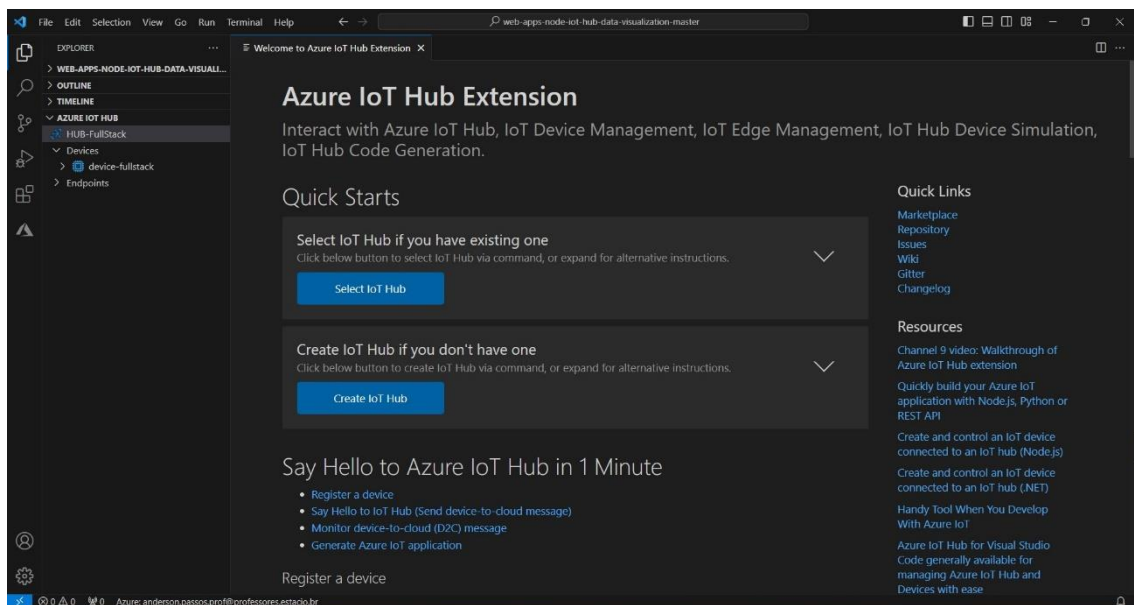 File Edit Selection View Go Run Terminal Help
web-apps-node-iot-hub-data-visualization-master
EXPLORER
WEB-APPS-NODE-IOT-HUB-DATA-VISUALI...
OUTLINE
TIMELINE
AZURE IOT HUB
HUB-FullStack
Devices
device-fullstack
Endpoints
Welcome to Azure IoT Hub Extension
Azure IoT Hub Extension
Interact with Azure IoT Hub, IoT Device Management, IoT Edge Management, IoT Hub Device Simulation,
IoT Hub Code Generation.
Quick Starts
Select IoT Hub if you have existing one
Click below button to select IoT Hub via command, or expand for alternative instructions.
Select IoT Hub
Create IoT Hub if you don't have one
Click below button to create IoT Hub via command, or expand for alternative instructions.
Create IoT Hub
Say Hello to Azure IoT Hub in 1 Minute
• Register a device
• Say Hello to IoT Hub (Send device-to-cloud message)
• Monitor device-to-cloud (D2C) message
• Generate Azure IoT application
Register a device
Quick Links
Marketplace
Repository
Issues
Wiki
Gitter
Changelog
Resources
Channel 9 video: Walkthrough of
Azure IoT Hub extension
Quickly build your Azure IoT
application with Node.js, Python or
REST API
Create and control an IoT device
connected to an IoT hub (Node.js)
Create and control an IoT device
connected to an IoT hub (.NET)
Handy Tool When You Develop
With Azure IoT
Azure IoT Hub for Visual Studio
Code generally available for
managing Azure IoT Hub and
Devices with ease
0 0 0 Azure: anderson.passos.prof@professores.estacio.br